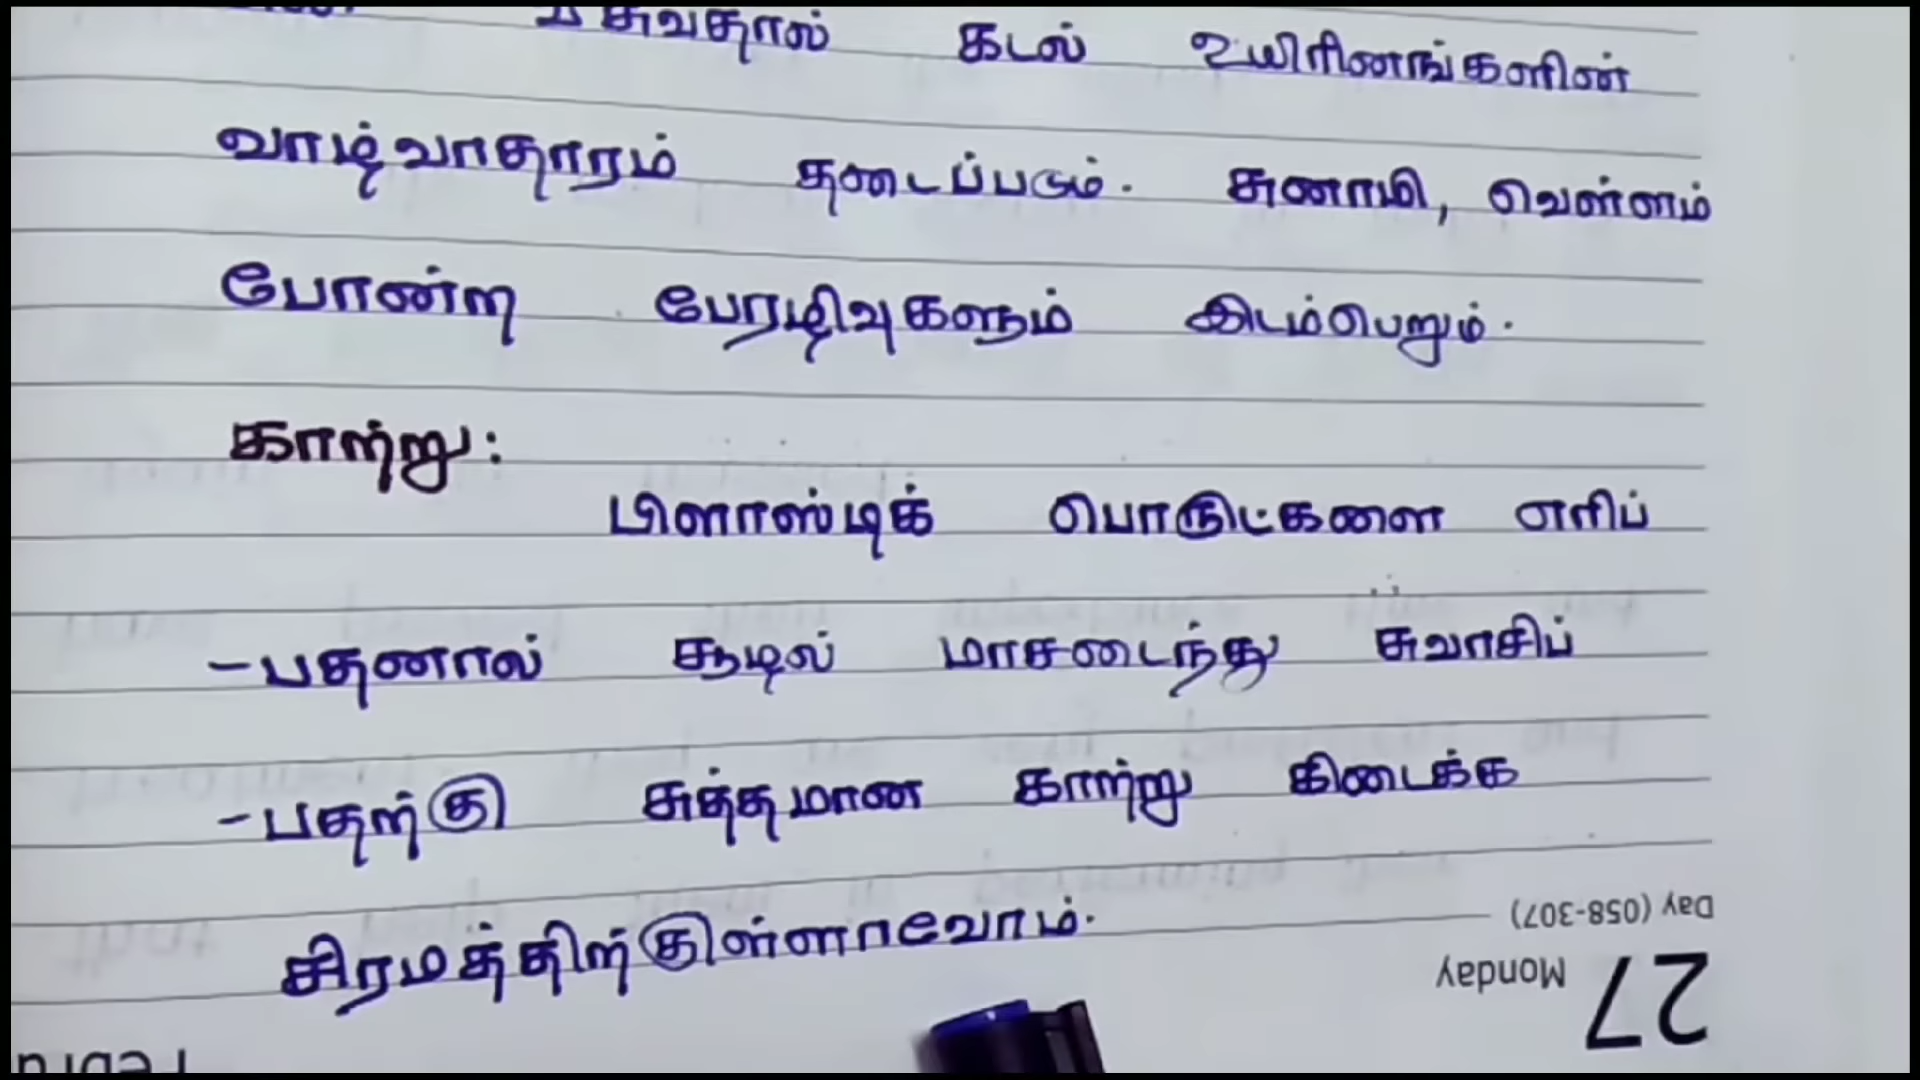 வீசுவதால் கடல் உயிரினங்களின்
வாழ்வாதாரம் தடைப்படும். சுனாமி, வெள்ளம்
போன்ற பேரழிவுகளும் இடம்பெறும்.
காற்று:
பிளாஸ்டிக் பொருட்களை எரிப்
-பதனால் சூழல் மாசடைந்து சுவாசிப்
-பதற்கு சுத்தமான காற்று கிடைக்க
சிரமத்திற்குள்ளாவோம்.
Day (058-307)
27 Monday